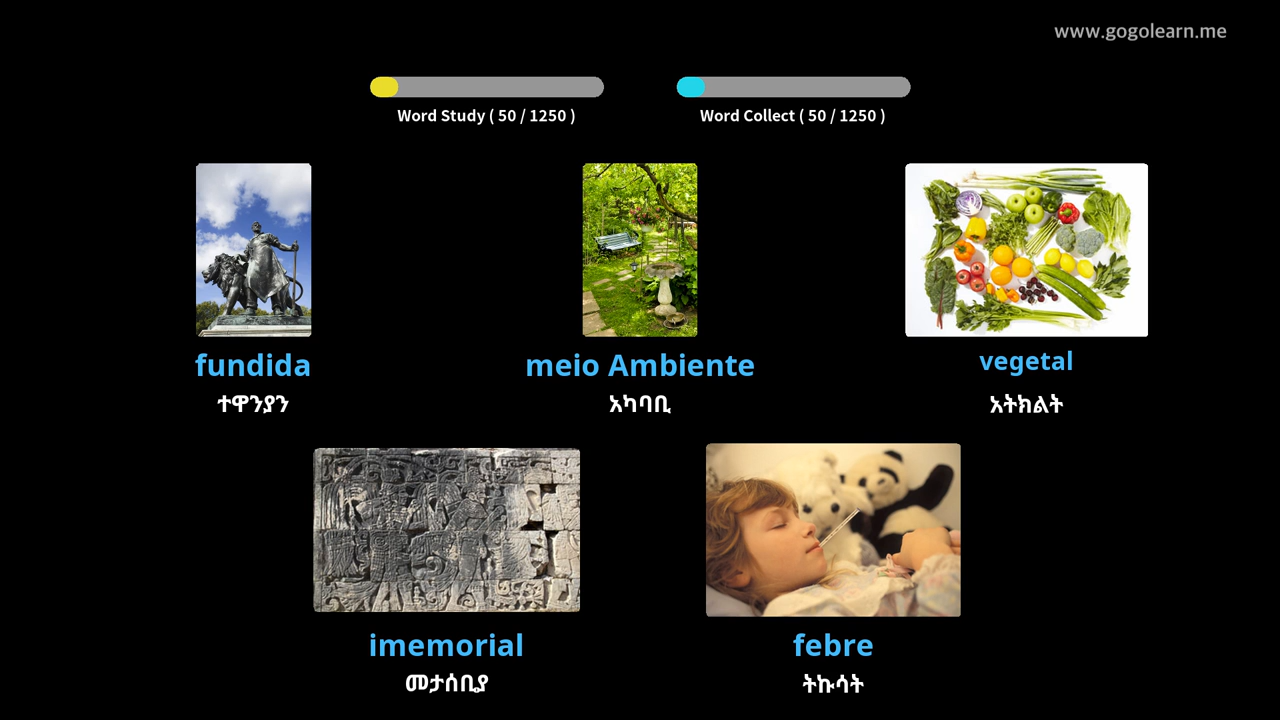 www.gogolearn.me
Word Study ( 50 / 1250 )
Word Collect ( 50 / 1250 )
fundida
ተዋንያን
meio Ambiente
አካባቢ
vegetal
አትክልት
imemorial
መታሰቢያ
febre
ትኩሳት